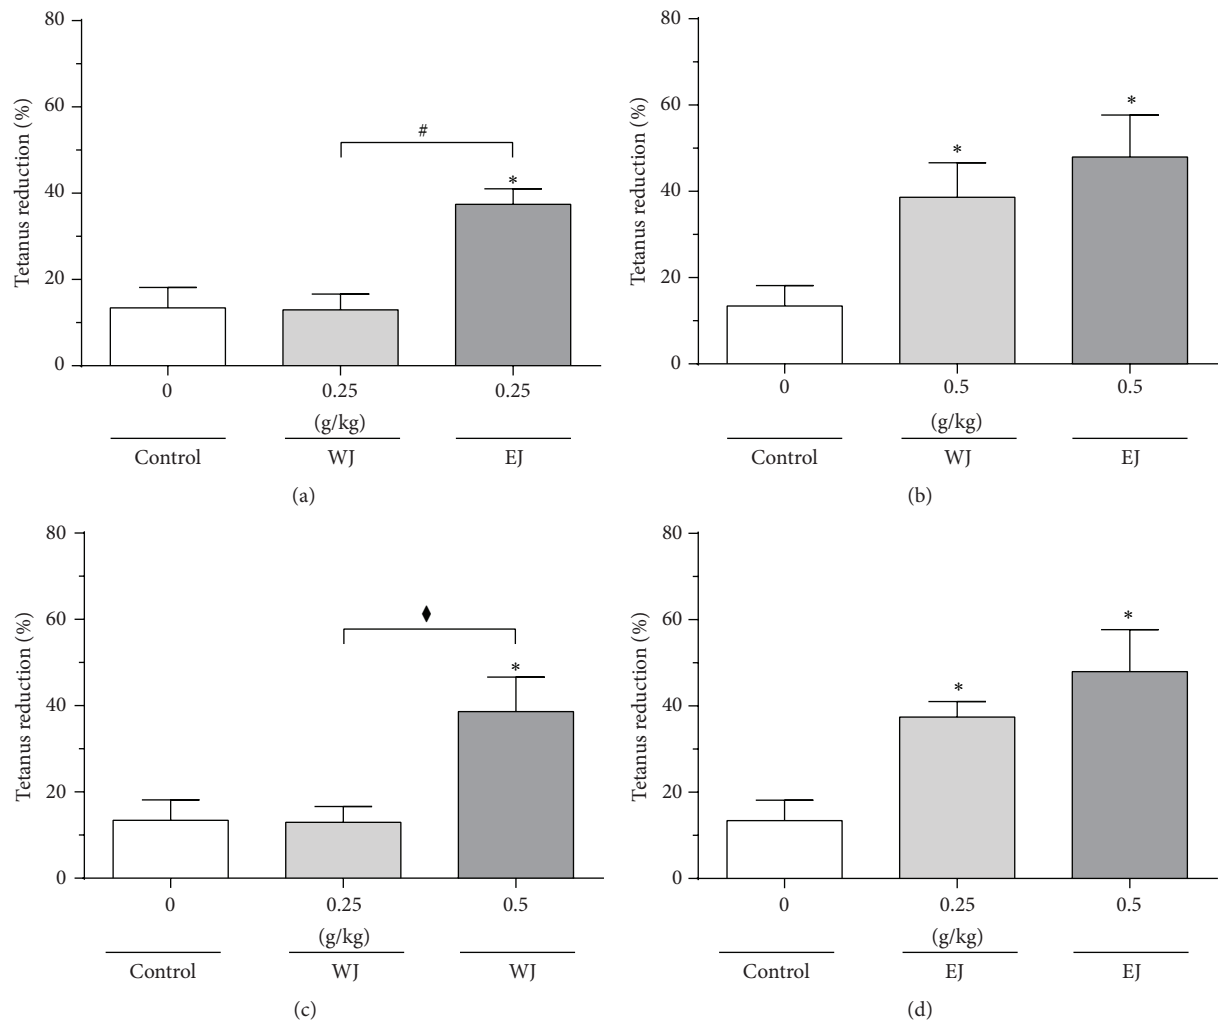 80
60
40
20
0
Tetanus reduction (%)
#
*
0
0.25
0.25
(g/kg)
Control
WJ
EJ
(a)
80
60
40
20
0
Tetanus reduction (%)
*
*
0
0.5
0.5
(g/kg)
Control
WJ
EJ
(b)
80
60
40
20
0
Tetanus reduction (%)
♦
*
0
0.25
0.5
(g/kg)
Control
WJ
WJ
(c)
80
60
40
20
0
Tetanus reduction (%)
*
*
0
0.25
0.5
(g/kg)
Control
EJ
EJ
(d)